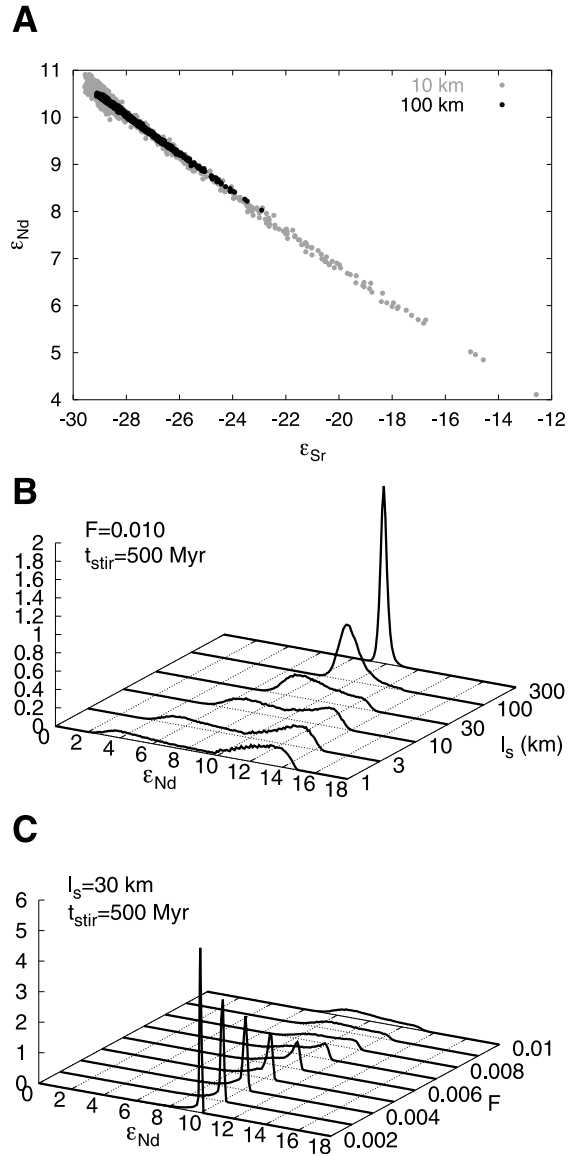 A
11
10
9
8
7
6
5
4
εNd
10 km
100 km
-30 -28 -26 -24 -22 -20 -18 -16 -14 -12
εSr
B
F=0.010
tstir=500 Myr
2
1.8
1.6
1.4
1.2
1
0.8
0.6
0.4
0.2
0
0 2 4 6 8 10 12 14 16 18
εNd
1 3 10 30 100 300
ls (km)
C
ls=30 km
tstir=500 Myr
6
5
4
3
2
1
0
0 2 4 6 8 10 12 14 16 18
εNd
0.002 0.004 0.006 0.008 0.01
F